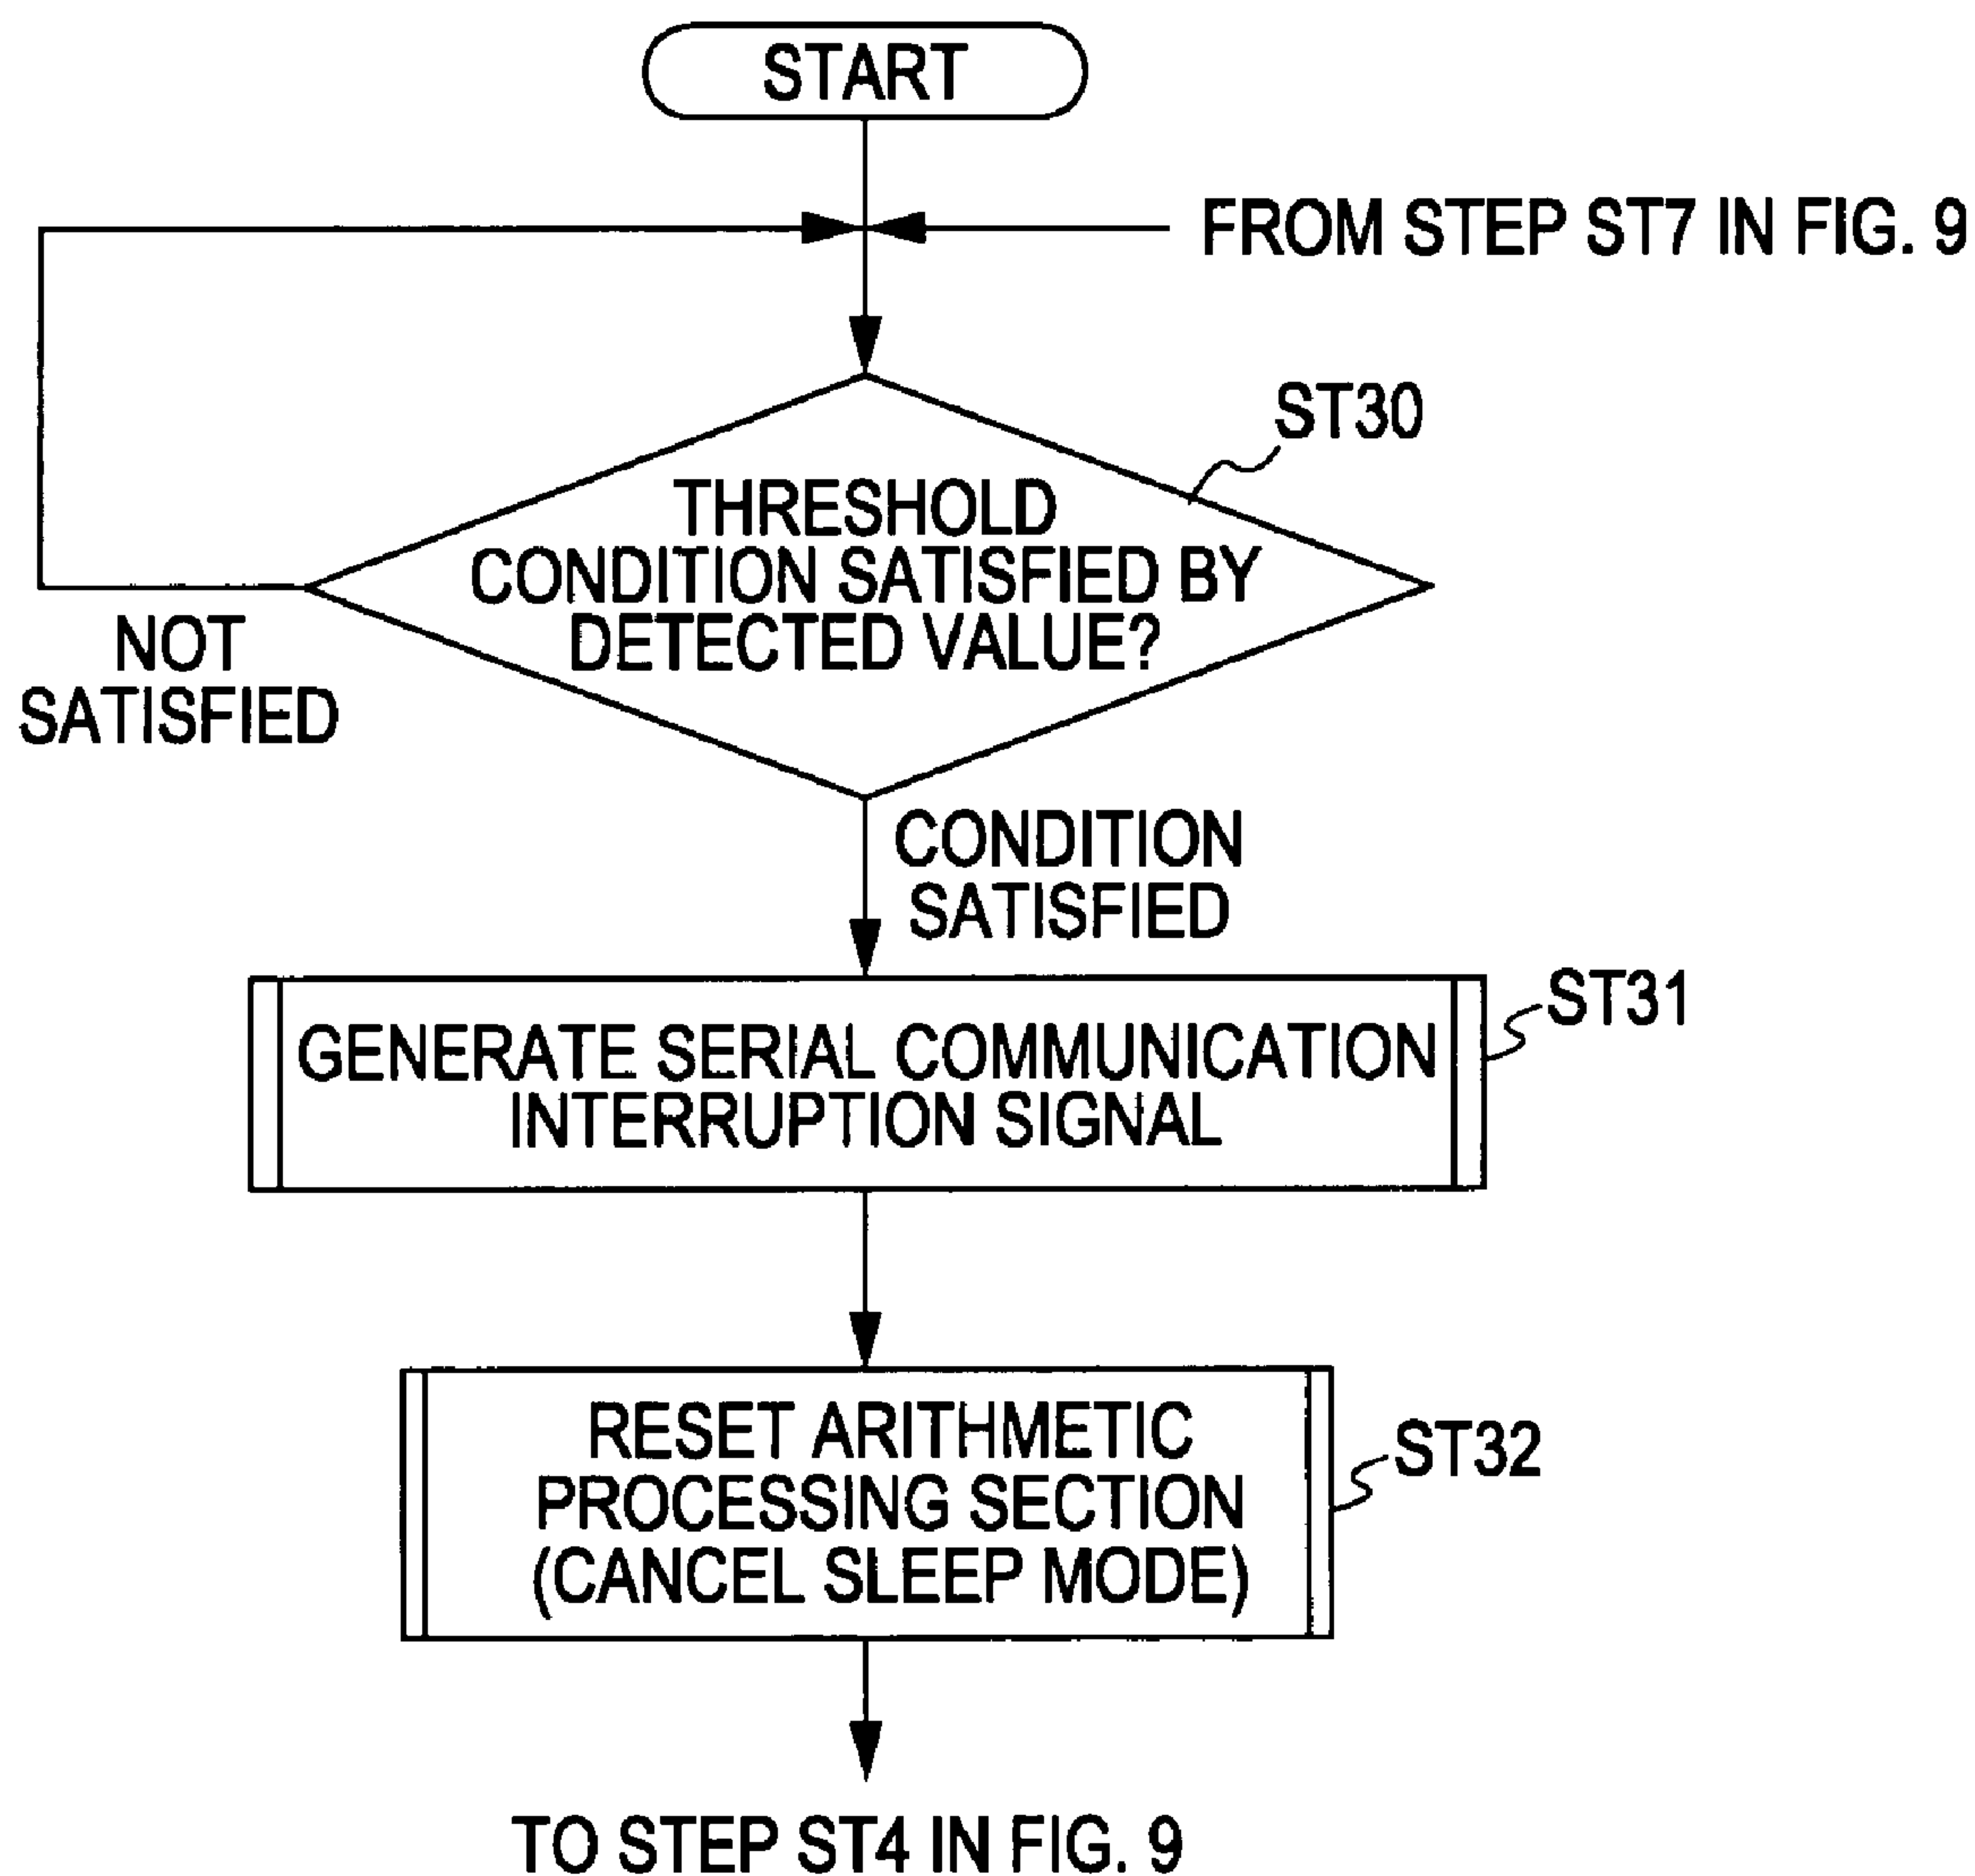 START
FROM STEP ST7 IN FIG. 9
ST30
THRESHOLD
CONDITION SATISFIED BY
DETECTED VALUE?
NOT
SATISFIED
CONDITION
SATISFIED
ST31
GENERATE SERIAL COMMUNICATION
INTERRUPTION SIGNAL
RESET ARITHMETIC
PROCESSING SECTION
(CANCEL SLEEP MODE)
ST32
TO STEP ST4 IN FIG. 9